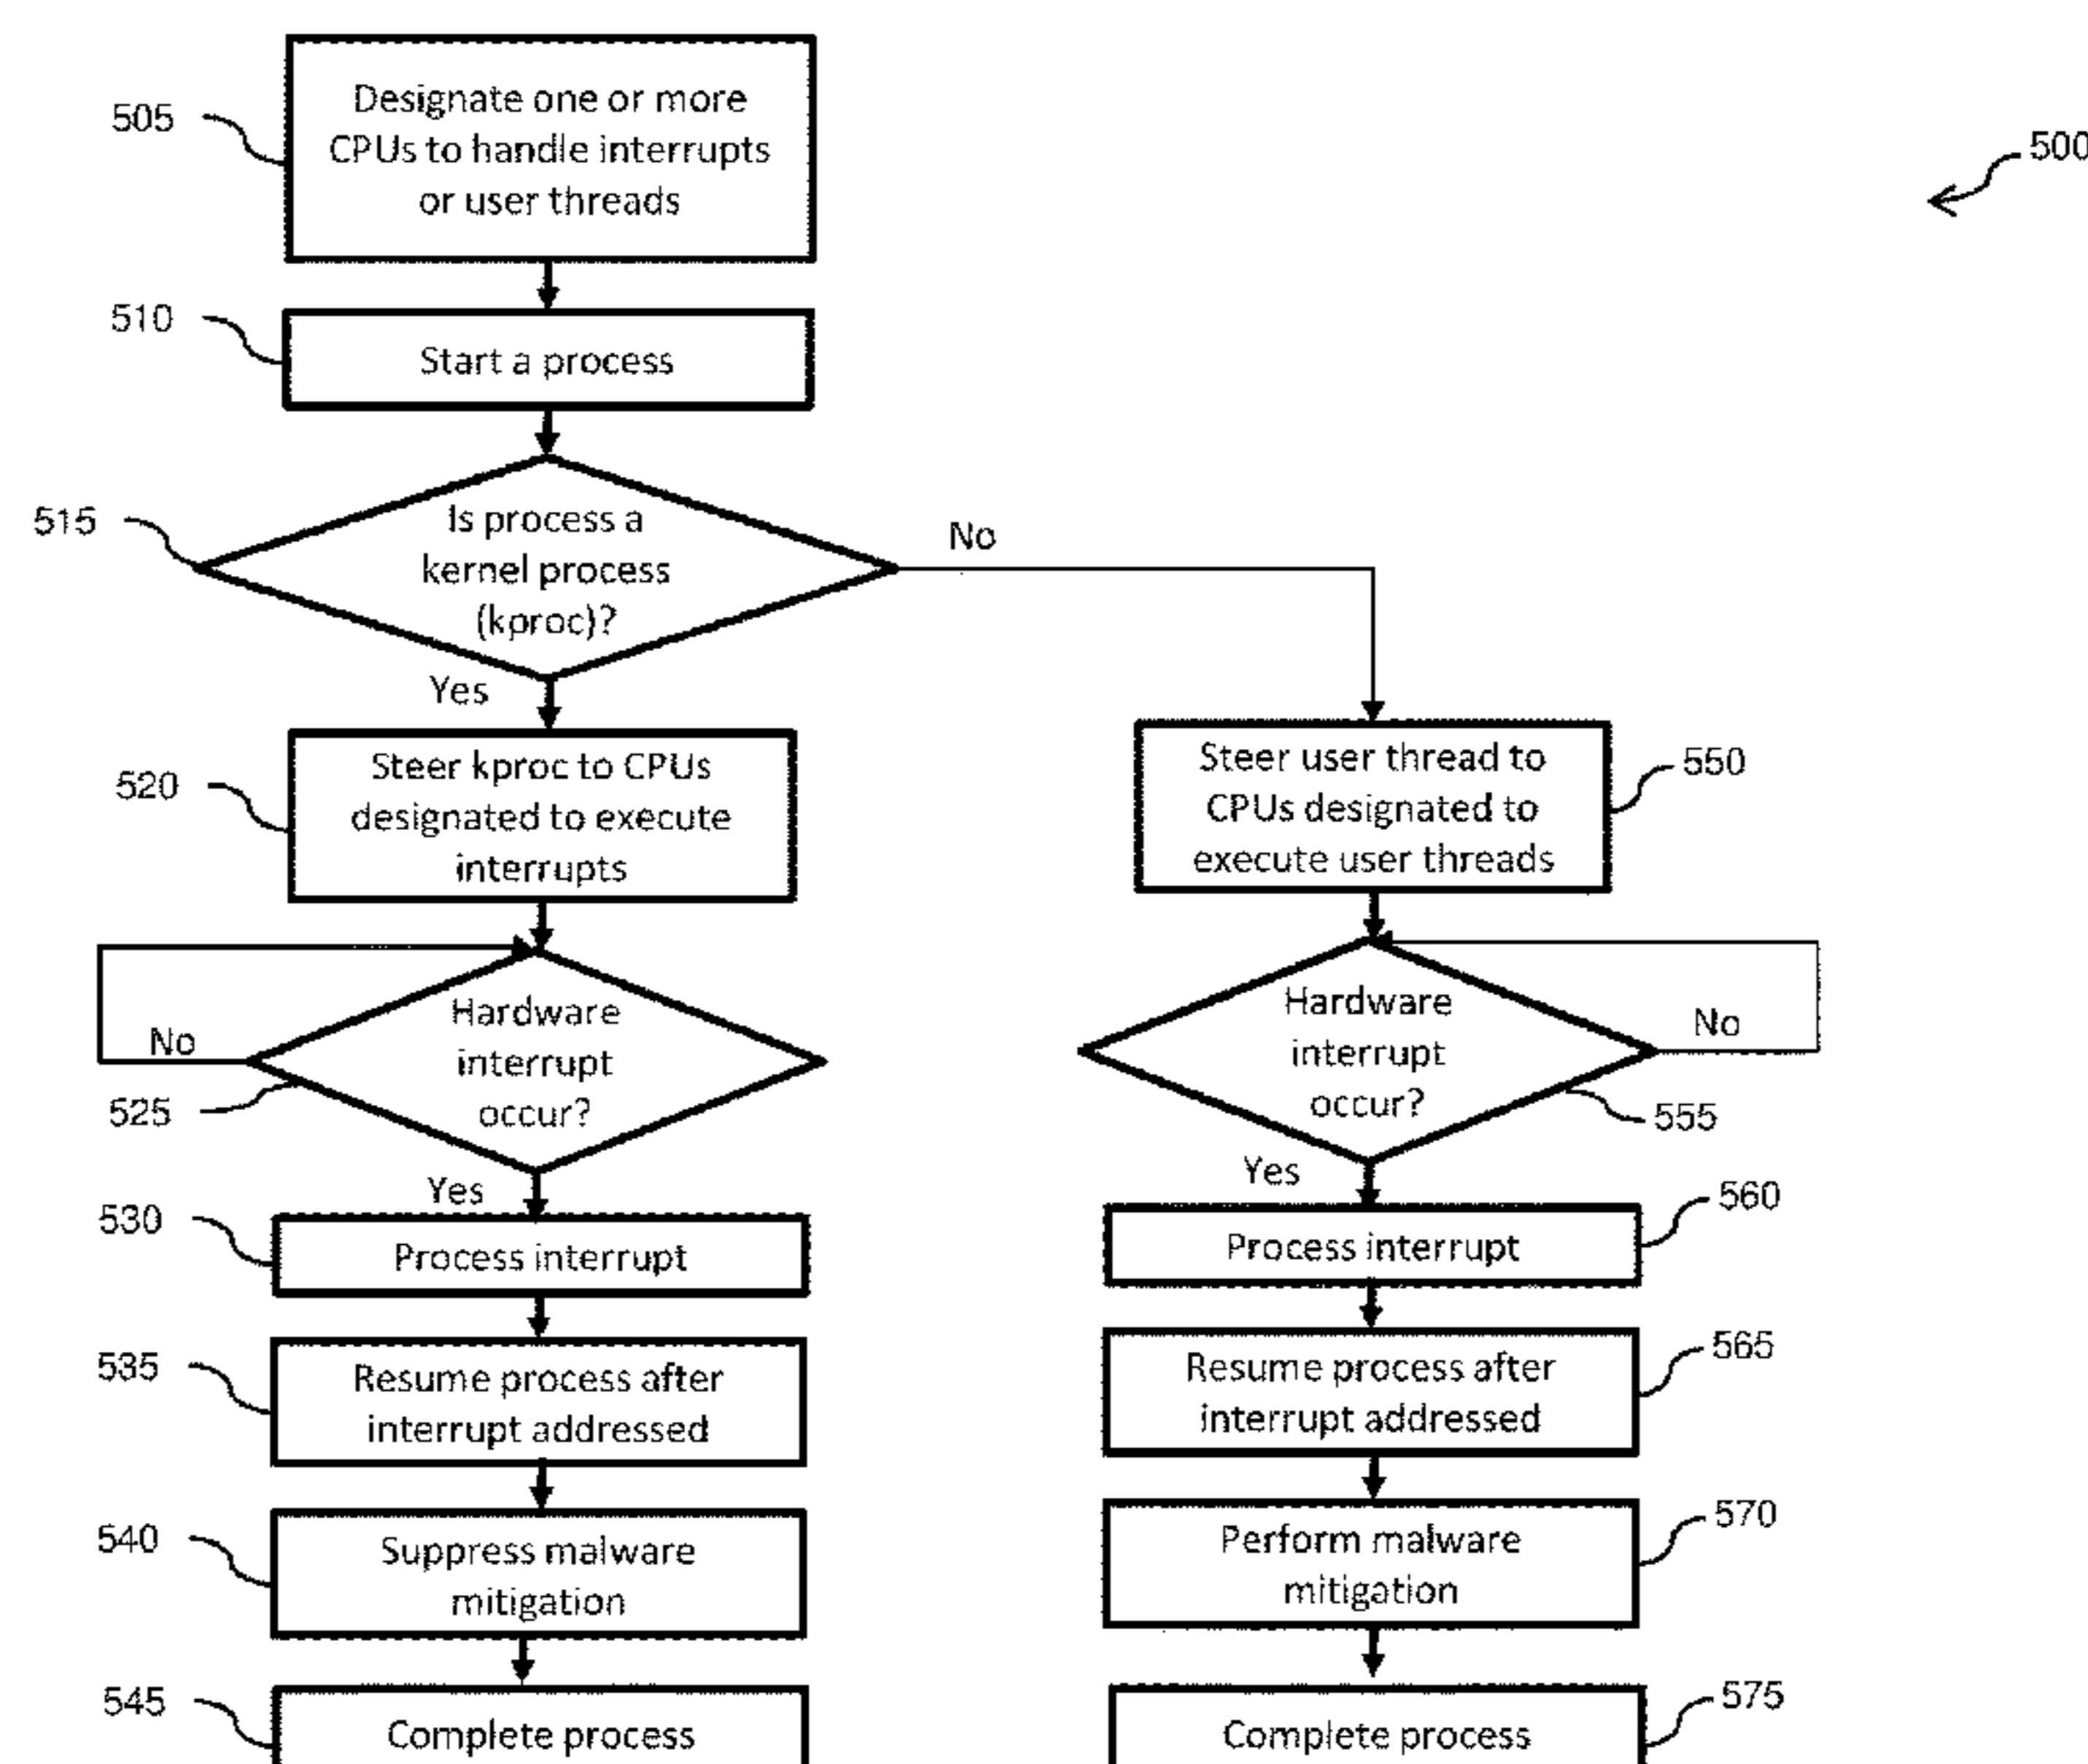 505
Designate one or more
CPUs to handle interrupts
or user threads
500
510
Start a process
515
Is process a
kernel process
(kproc)?
No
Yes
520
Steer kproc to CPUs
designated to execute
interrupts
Steer user thread to
CPUs designated to
execute user threads
550
Hardware
interrupt
occur?
No
525
Yes
Hardware
interrupt
occur?
No
555
Yes
530
Process interrupt
Process interrupt
560
535
Resume process after
interrupt addressed
Resume process after
interrupt addressed
565
540
Suppress malware
mitigation
Perform malware
mitigation
570
545
Complete process
Complete process
575